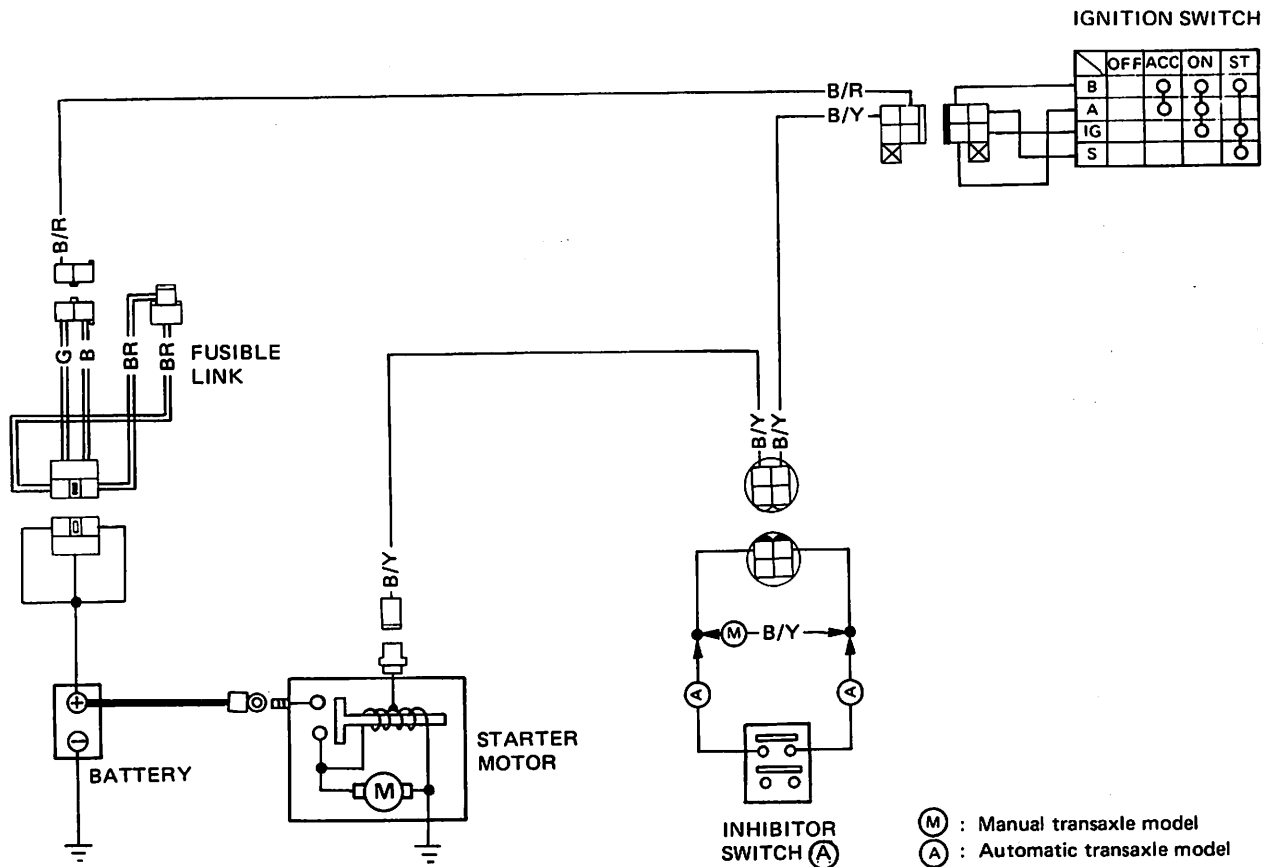 IGNITION SWITCH
OFF ACC ON ST
B
A
IG
S
B/R
B/Y
B/R
G
B
BR
BR
FUSIBLE
LINK
B/Y
B/Y
B/Y
M B/Y
A
A
+
−
BATTERY
M
STARTER
MOTOR
INHIBITOR
SWITCH A
M : Manual transaxle model
A : Automatic transaxle model